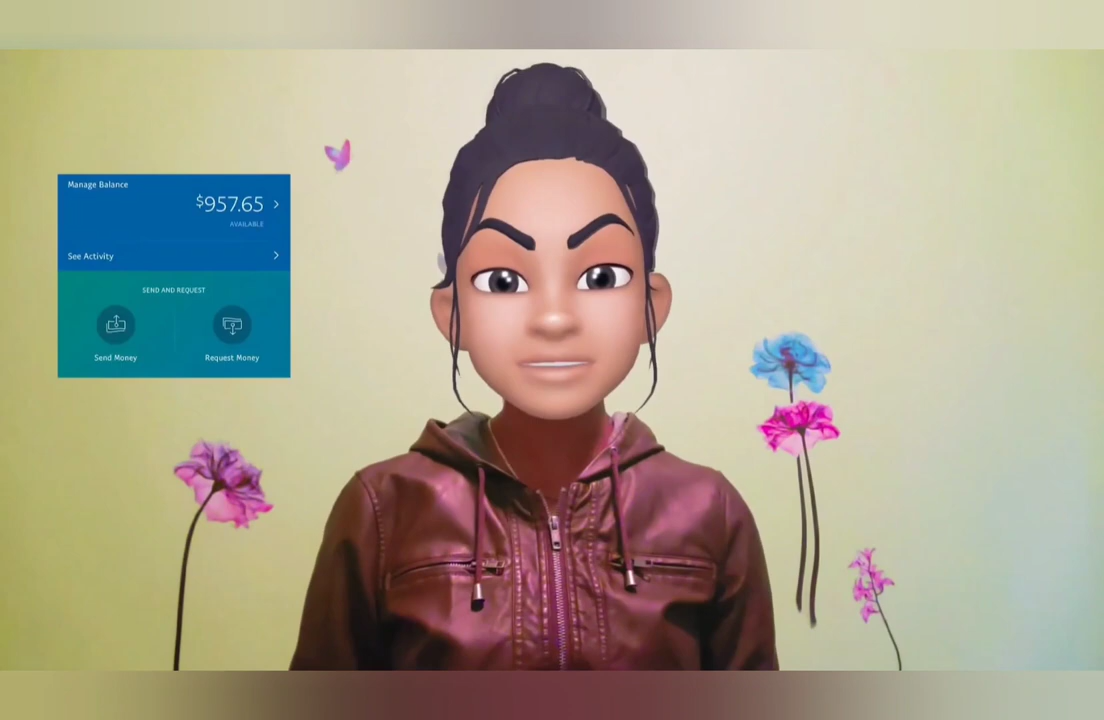 Manage Balance
$957.65
AVAILABLE
See Activity
SEND AND REQUEST
Send Money
Request Money